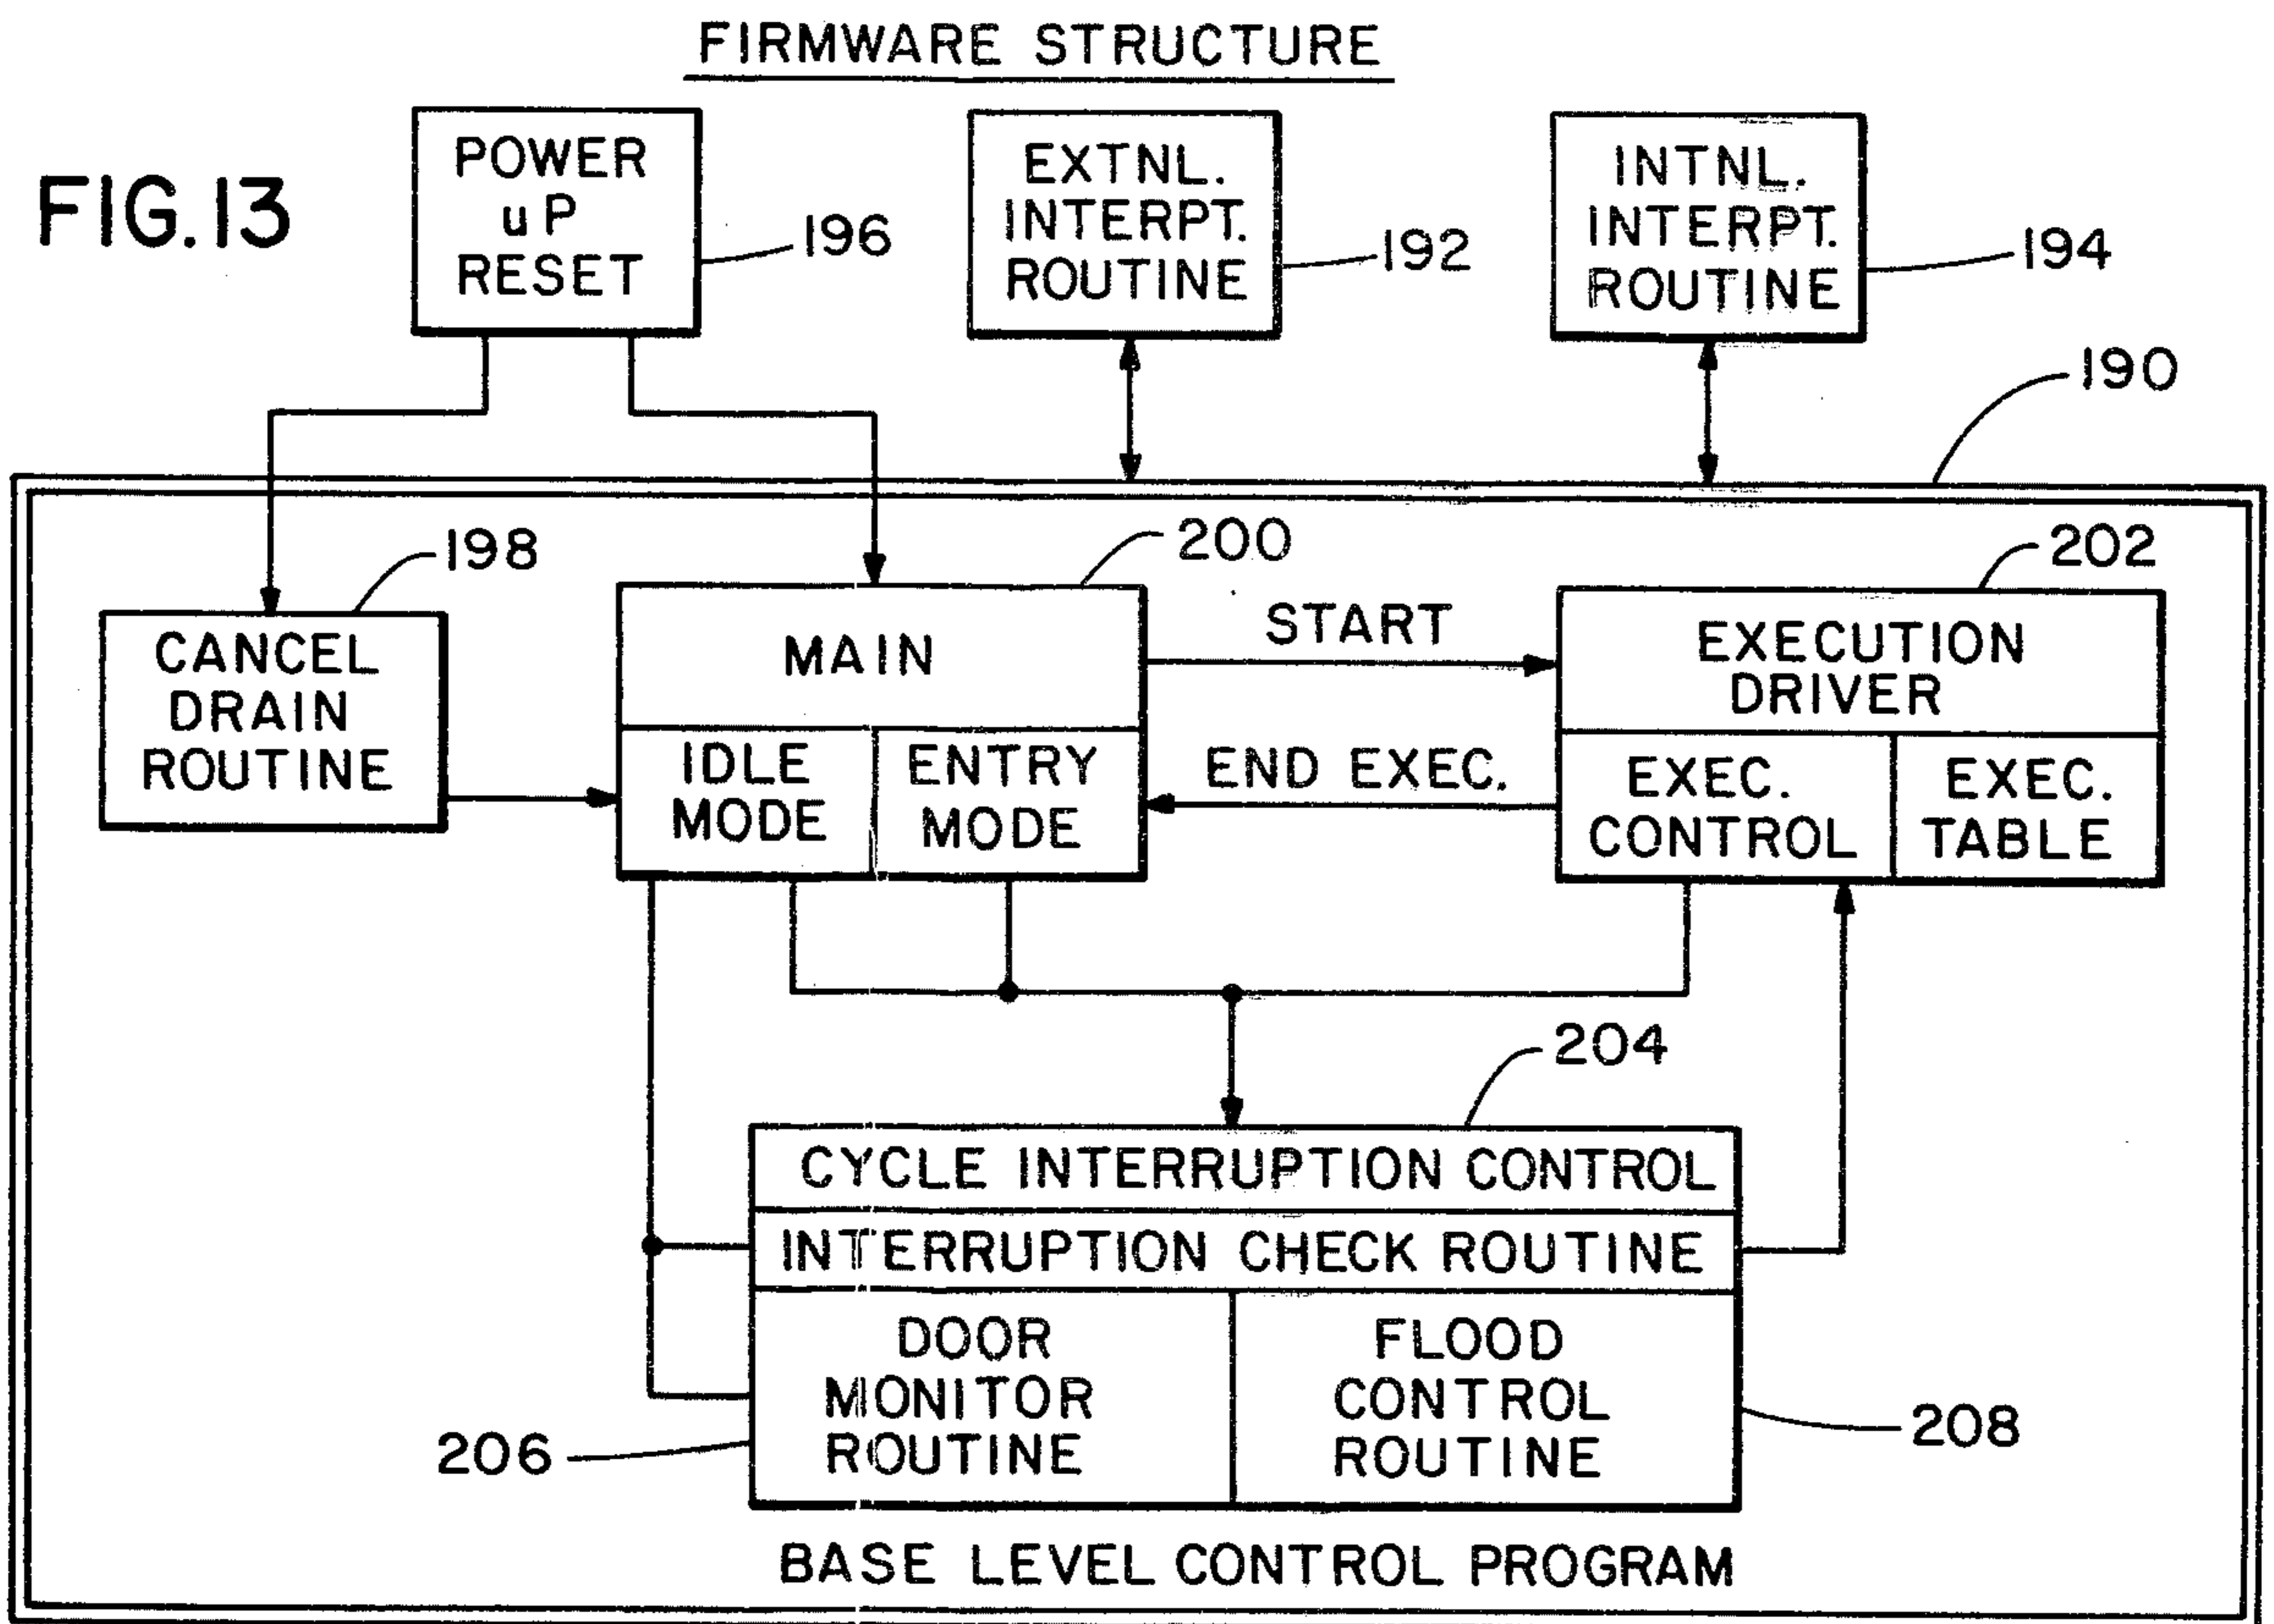 FIRMWARE STRUCTURE
FIG. 13
POWER
uP
RESET
196
EXTNL.
INTERPT.
ROUTINE
192
INTNL.
INTERPT.
ROUTINE
194
190
198
CANCEL
DRAIN
ROUTINE
200
MAIN
IDLE
MODE
ENTRY
MODE
START
END EXEC.
202
EXECUTION
DRIVER
EXEC.
CONTROL
EXEC.
TABLE
204
CYCLE INTERRUPTION CONTROL
INTERRUPTION CHECK ROUTINE
DOOR
MONITOR
ROUTINE
206
FLOOD
CONTROL
ROUTINE
208
BASE LEVEL CONTROL PROGRAM